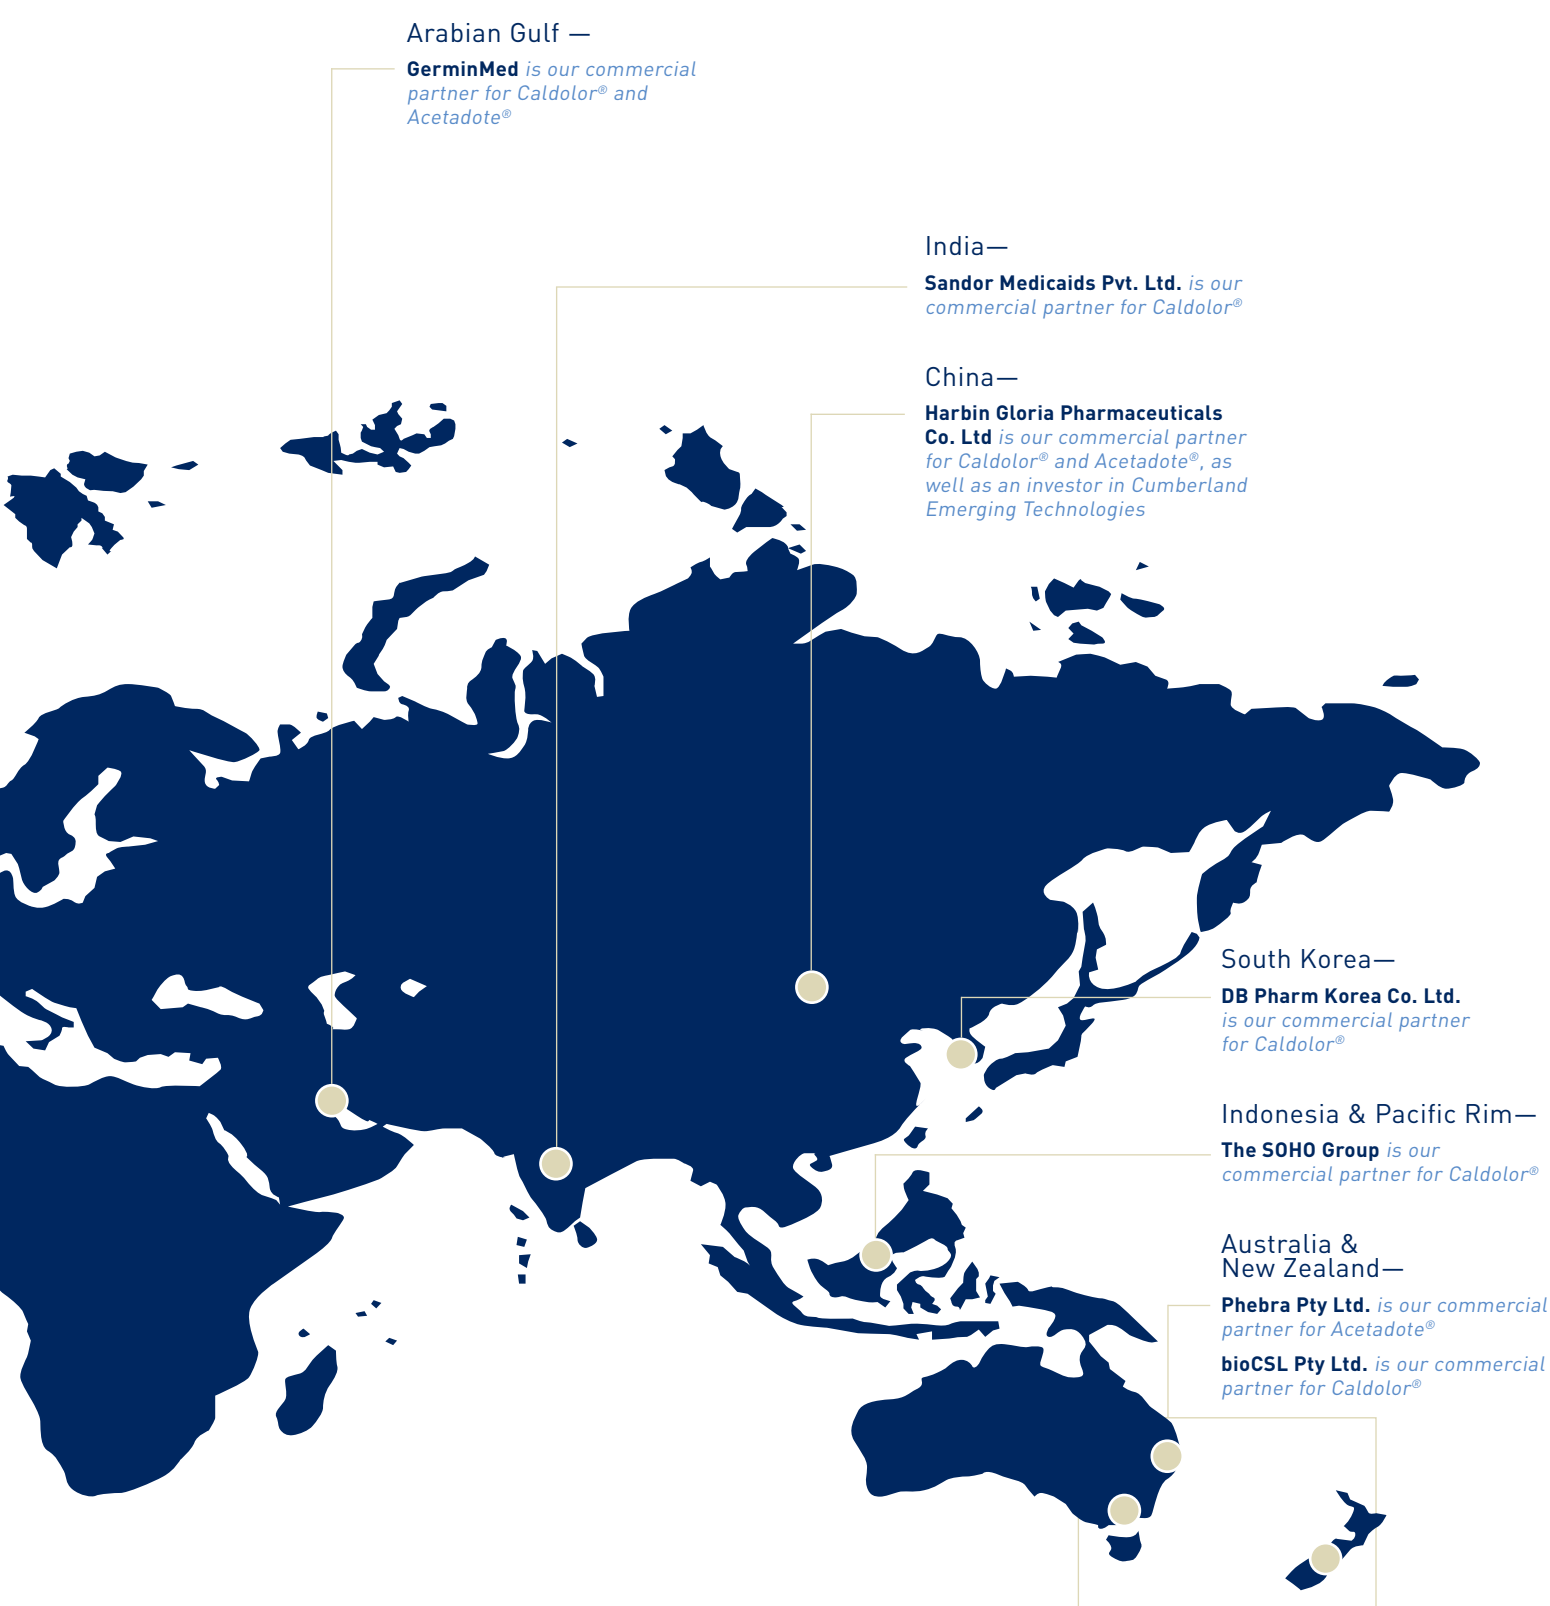 Arabian Gulf —
GerminMed is our commercial
partner for Caldolor® and
Acetadote®
India—
Sandor Medicaids Pvt. Ltd. is our
commercial partner for Caldolor®
China—
Harbin Gloria Pharmaceuticals
Co. Ltd is our commercial partner
for Caldolor® and Acetadote®, as
well as an investor in Cumberland
Emerging Technologies
South Korea—
DB Pharm Korea Co. Ltd.
is our commercial partner
for Caldolor®
Indonesia & Pacific Rim—
The SOHO Group is our
commercial partner for Caldolor®
Australia &
New Zealand—
Phebra Pty Ltd. is our commercial
partner for Acetadote®
bioCSL Pty Ltd. is our commercial
partner for Caldolor®